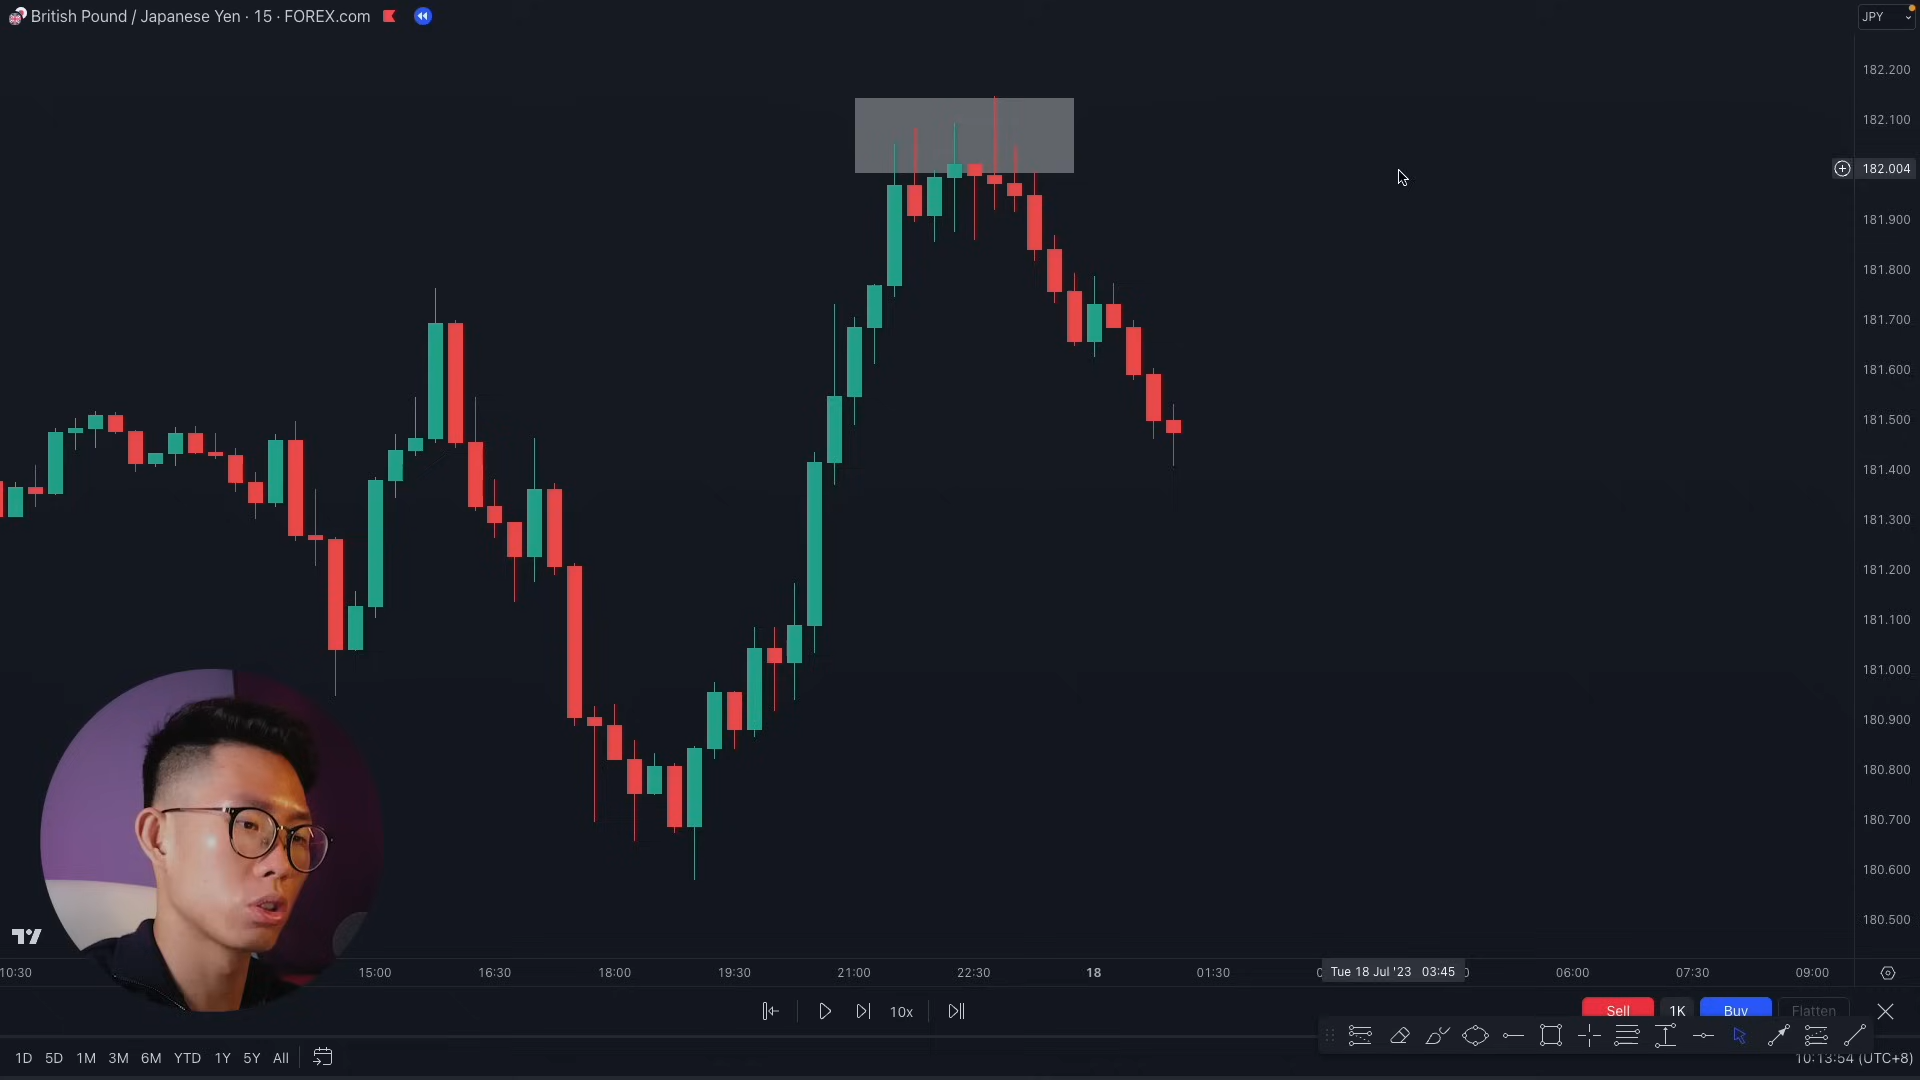 British Pound / Japanese Yen · 15 · FOREX.com
JPY
182.200
182.100
182.004
181.900
181.800
181.700
181.600
181.500
181.400
181.300
181.200
181.100
181.000
180.900
180.800
180.700
180.600
180.500
10:30 15:00 16:30 18:00 19:30 21:00 22:30 18 01:30 Tue 18 Jul '23 03:45 06:00 07:30 09:00
10x
Sell 1K Buy Flatten
1D 5D 1M 3M 6M YTD 1Y 5Y All
10:13:54 (UTC+8)